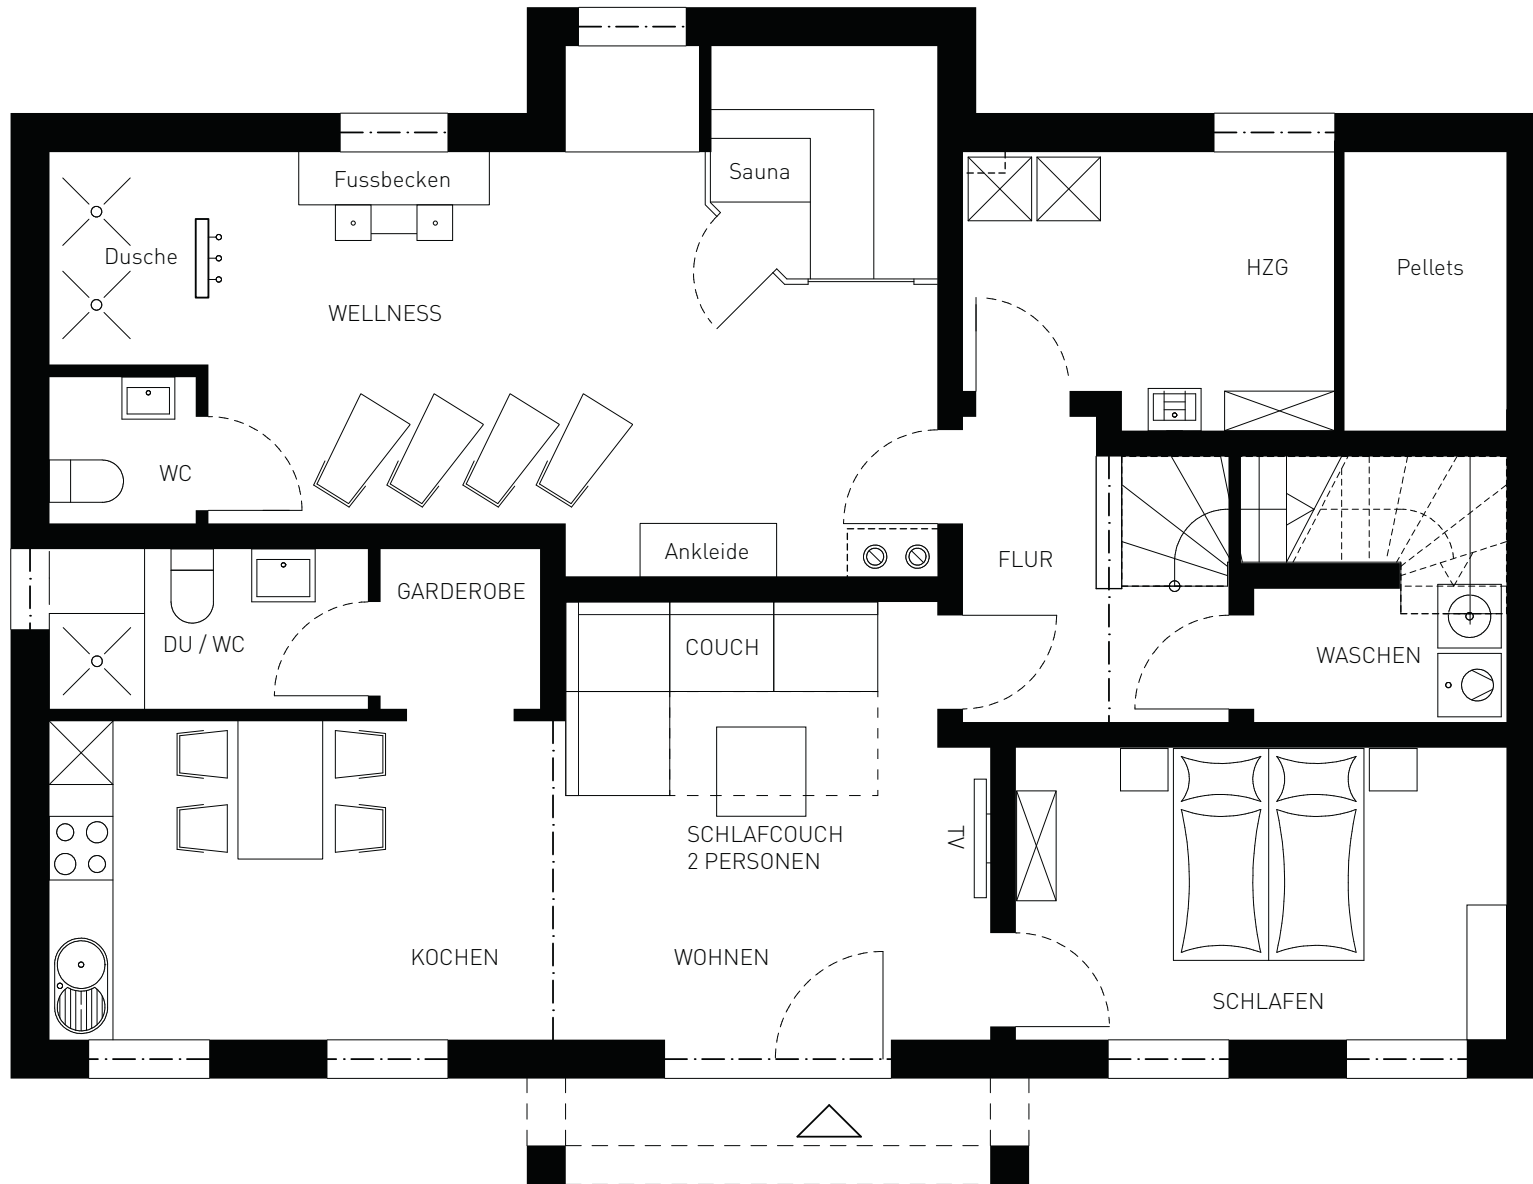 Sauna
Fussbecken
Dusche
HZG
Pellets
WELLNESS
WC
Ankleide
FLUR
GARDEROBE
DU / WC
COUCH
WASCHEN
SCHLAFCOUCH
2 PERSONEN
TV
KOCHEN
WOHNEN
SCHLAFEN